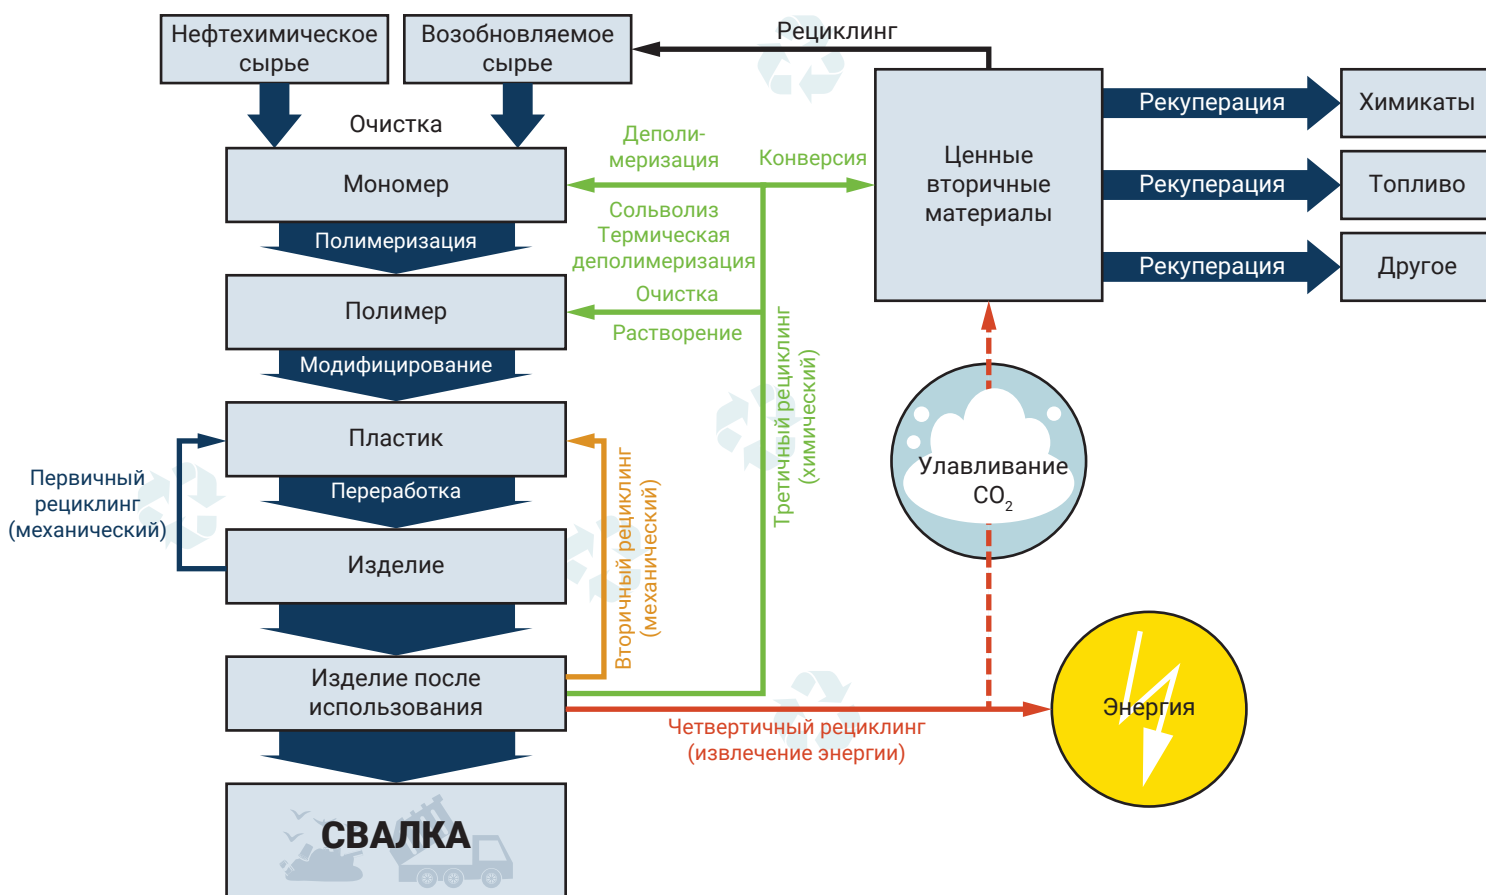 Нефтехимическое
сырье
Возобновляемое
сырье
Рециклинг
Очистка
Мономер
Деполи-
меризация
Конверсия
Ценные
вторичные
материалы
Рекуперация
Химикаты
Рекуперация
Топливо
Рекуперация
Другое
Полимеризация
Сольволиз
Термическая
деполимеризация
Очистка
Полимер
Растворение
Модифицирование
Третичный рециклинг
(химический)
Пластик
Первичный
рециклинг
(механический)
Переработка
Вторичный рециклинг
(механический)
Улавливание
CO2
Изделие
Изделие после
использования
Четвертичный рециклинг
(извлечение энергии)
Энергия
СВАЛКА